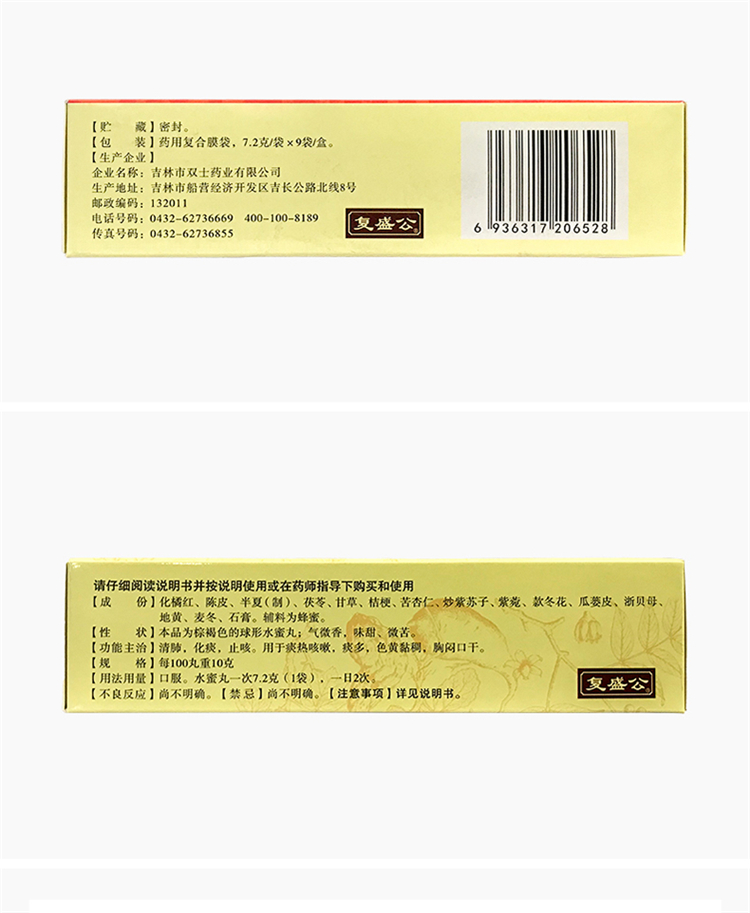 【贮　　藏】密封。
【包　　装】药用复合膜袋，7.2克/袋×9袋/盒。
【生产企业】
企业名称：吉林市双士药业有限公司
生产地址：吉林市船营经济开发区吉长公路北线8号
邮政编码：132011
电话号码：0432-62736669　400-100-8189
传真号码：0432-62736855
复盛公
6 936317 206528
请仔细阅读说明书并按说明使用或在药师指导下购买和使用
【成　　份】化橘红、陈皮、半夏（制）、茯苓、甘草、桔梗、苦杏仁、炒紫苏子、紫菀、款冬花、瓜蒌皮、浙贝母、
地黄、麦冬、石膏。辅料为蜂蜜。
【性　　状】本品为棕褐色的球形水蜜丸；气微香，味甜、微苦。
【功能主治】清肺，化痰，止咳。用于痰热咳嗽，痰多，色黄黏稠，胸闷口干。
【规　　格】每100丸重10克
【用法用量】口服。水蜜丸一次7.2克（1袋），一日2次。
【不良反应】尚不明确。【禁忌】尚不明确。【注意事项】详见说明书。
复盛公